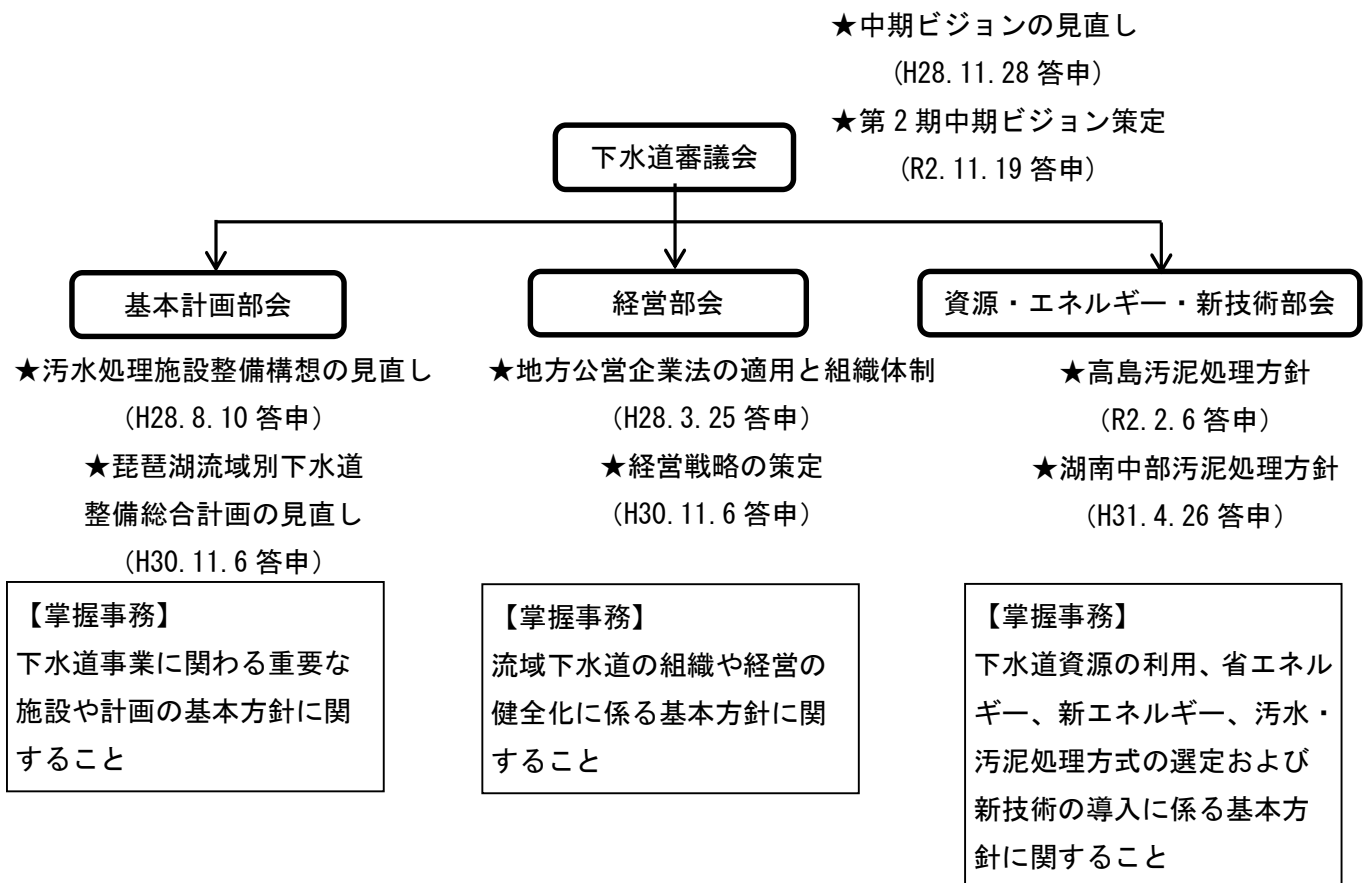 ★中期ビジョンの見直し
(H28.11.28 答申)
★第2期中期ビジョン策定
(R2.11.19 答申)
下水道審議会
基本計画部会
★汚水処理施設整備構想の見直し
(H28.8.10 答申)
★琵琶湖流域別下水道
整備総合計画の見直し
(H30.11.6 答申)
【掌握事務】
下水道事業に関わる重要な
施設や計画の基本方針に関
すること
経営部会
★地方公営企業法の適用と組織体制
(H28.3.25 答申)
★経営戦略の策定
(H30.11.6 答申)
【掌握事務】
流域下水道の組織や経営の
健全化に係る基本方針に関
すること
資源・エネルギー・新技術部会
★高島汚泥処理方針
(R2.2.6 答申)
★湖南中部汚泥処理方針
(H31.4.26 答申)
【掌握事務】
下水道資源の利用、省エネル
ギー、新エネルギー、汚水・
汚泥処理方式の選定および
新技術の導入に係る基本方
針に関すること